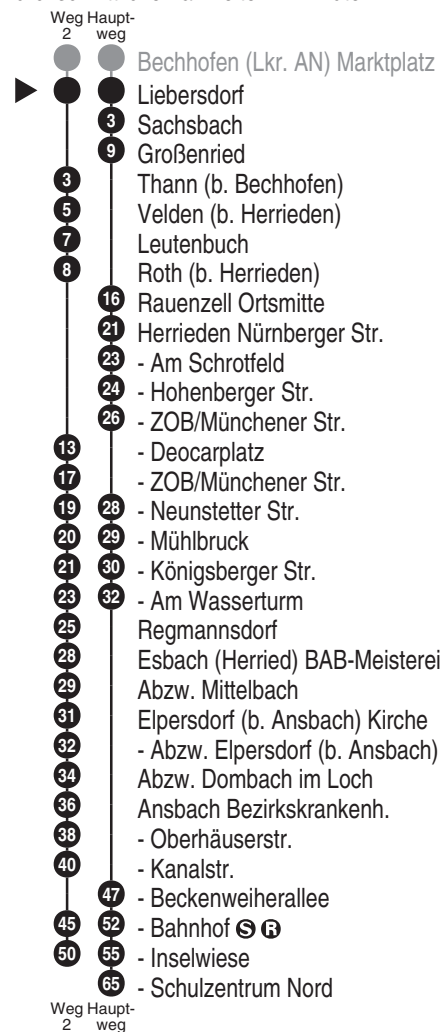 Weg Haupt-
2 weg
Bechhofen (Lkr. AN) Marktplatz
Liebersdorf
3 Sachsbach
9 Großenried
3 Thann (b. Bechhofen)
5 Velden (b. Herrieden)
7 Leutenbuch
8 Roth (b. Herrieden)
16 Rauenzell Ortsmitte
21 Herrieden Nürnberger Str.
23 - Am Schrotfeld
24 - Hohenberger Str.
26 - ZOB/Münchener Str.
13 - Deocarplatz
17 - ZOB/Münchener Str.
19 28 - Neunstetter Str.
20 29 - Mühlbruck
21 30 - Königsberger Str.
23 32 - Am Wasserturm
25 Regmannsdorf
28 Esbach (Herried) BAB-Meisterei
29 Abzw. Mittelbach
31 Elpersdorf (b. Ansbach) Kirche
32 - Abzw. Elpersdorf (b. Ansbach)
34 Abzw. Dombach im Loch
36 Ansbach Bezirkskrankenh.
38 - Oberhäuserstr.
40 - Kanalstr.
47 - Beckenweiherallee
45 52 - Bahnhof S R
50 55 - Inselwiese
65 - Schulzentrum Nord
Weg Haupt-
2 weg